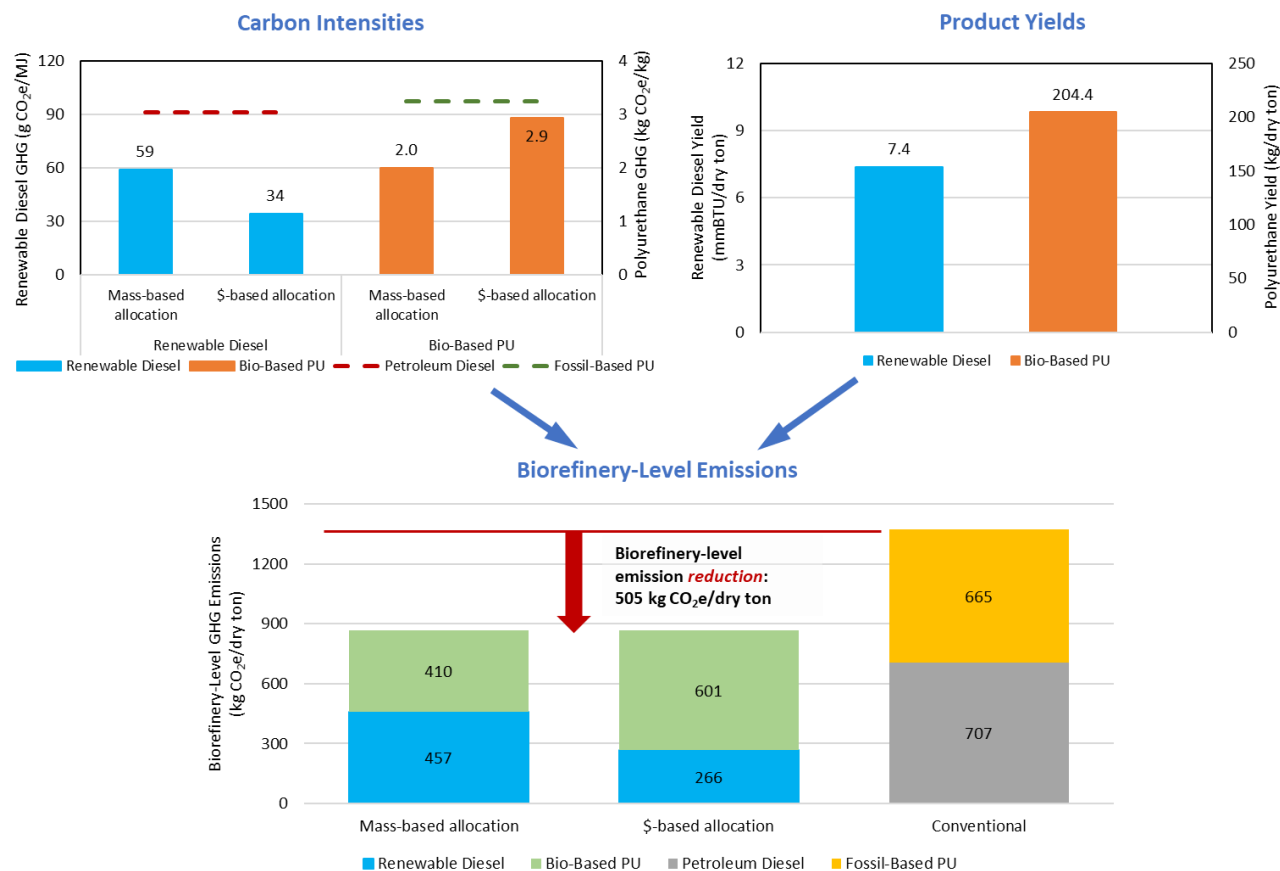 Carbon Intensities
Renewable Diesel GHG (g CO₂e/MJ)
120
90
60
30
0
59
34
2.0
2.9
4
3
2
1
0
Polyurethane GHG (kg CO₂e/kg)
Mass-based
allocation
$-based allocation
Mass-based
allocation
$-based allocation
Renewable Diesel
Bio-Based PU
Renewable Diesel
Bio-Based PU
Petroleum Diesel
Fossil-Based PU
Product Yields
Renewable Diesel Yield
(mmBTU/dry ton)
12
9
6
3
0
7.4
204.4
250
200
150
100
50
0
Polyurethane Yield (kg/dry ton)
Renewable Diesel
Bio-Based PU
Biorefinery-Level Emissions
Biorefinery-Level GHG Emissions
(kg CO₂e/dry ton)
1500
1200
900
600
300
0
Biorefinery-level
emission reduction:
505 kg CO₂e/dry ton
410
457
601
266
665
707
Mass-based allocation
$-based allocation
Conventional
Renewable Diesel
Bio-Based PU
Petroleum Diesel
Fossil-Based PU